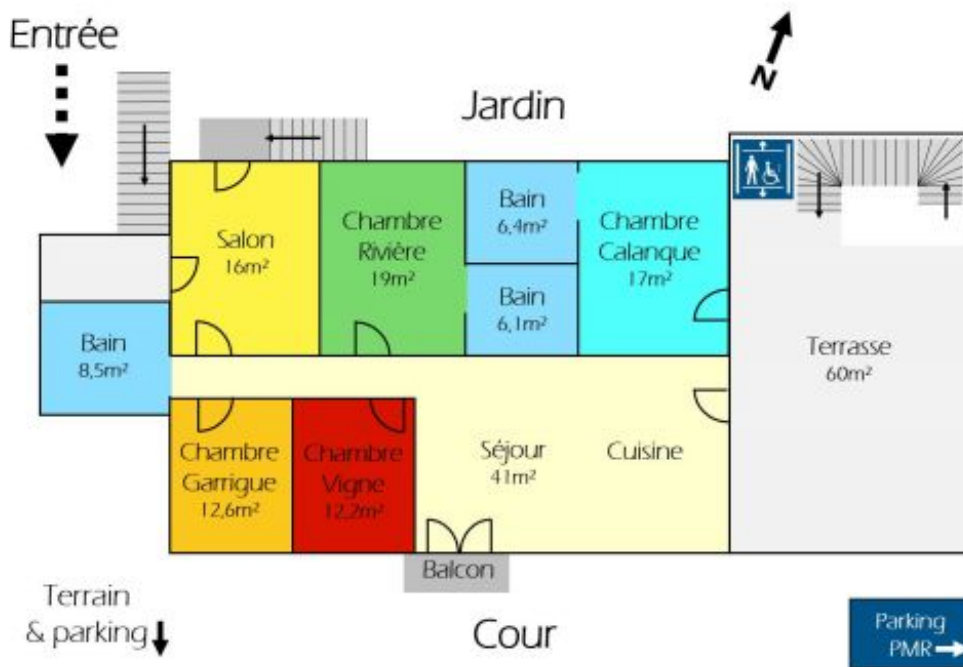 Entrée
N
Jardin
Salon
16m²
Chambre
Rivière
19m²
Bain
6,4m²
Chambre
Calanque
17m²
Bain
6,1m²
Bain
8,5m²
Terrasse
60m²
Chambre
Garrigue
12,6m²
Chambre
Vigne
12,2m²
Séjour
41m²
Cuisine
Balcon
Terrain
& parking
Cour
Parking
PMR